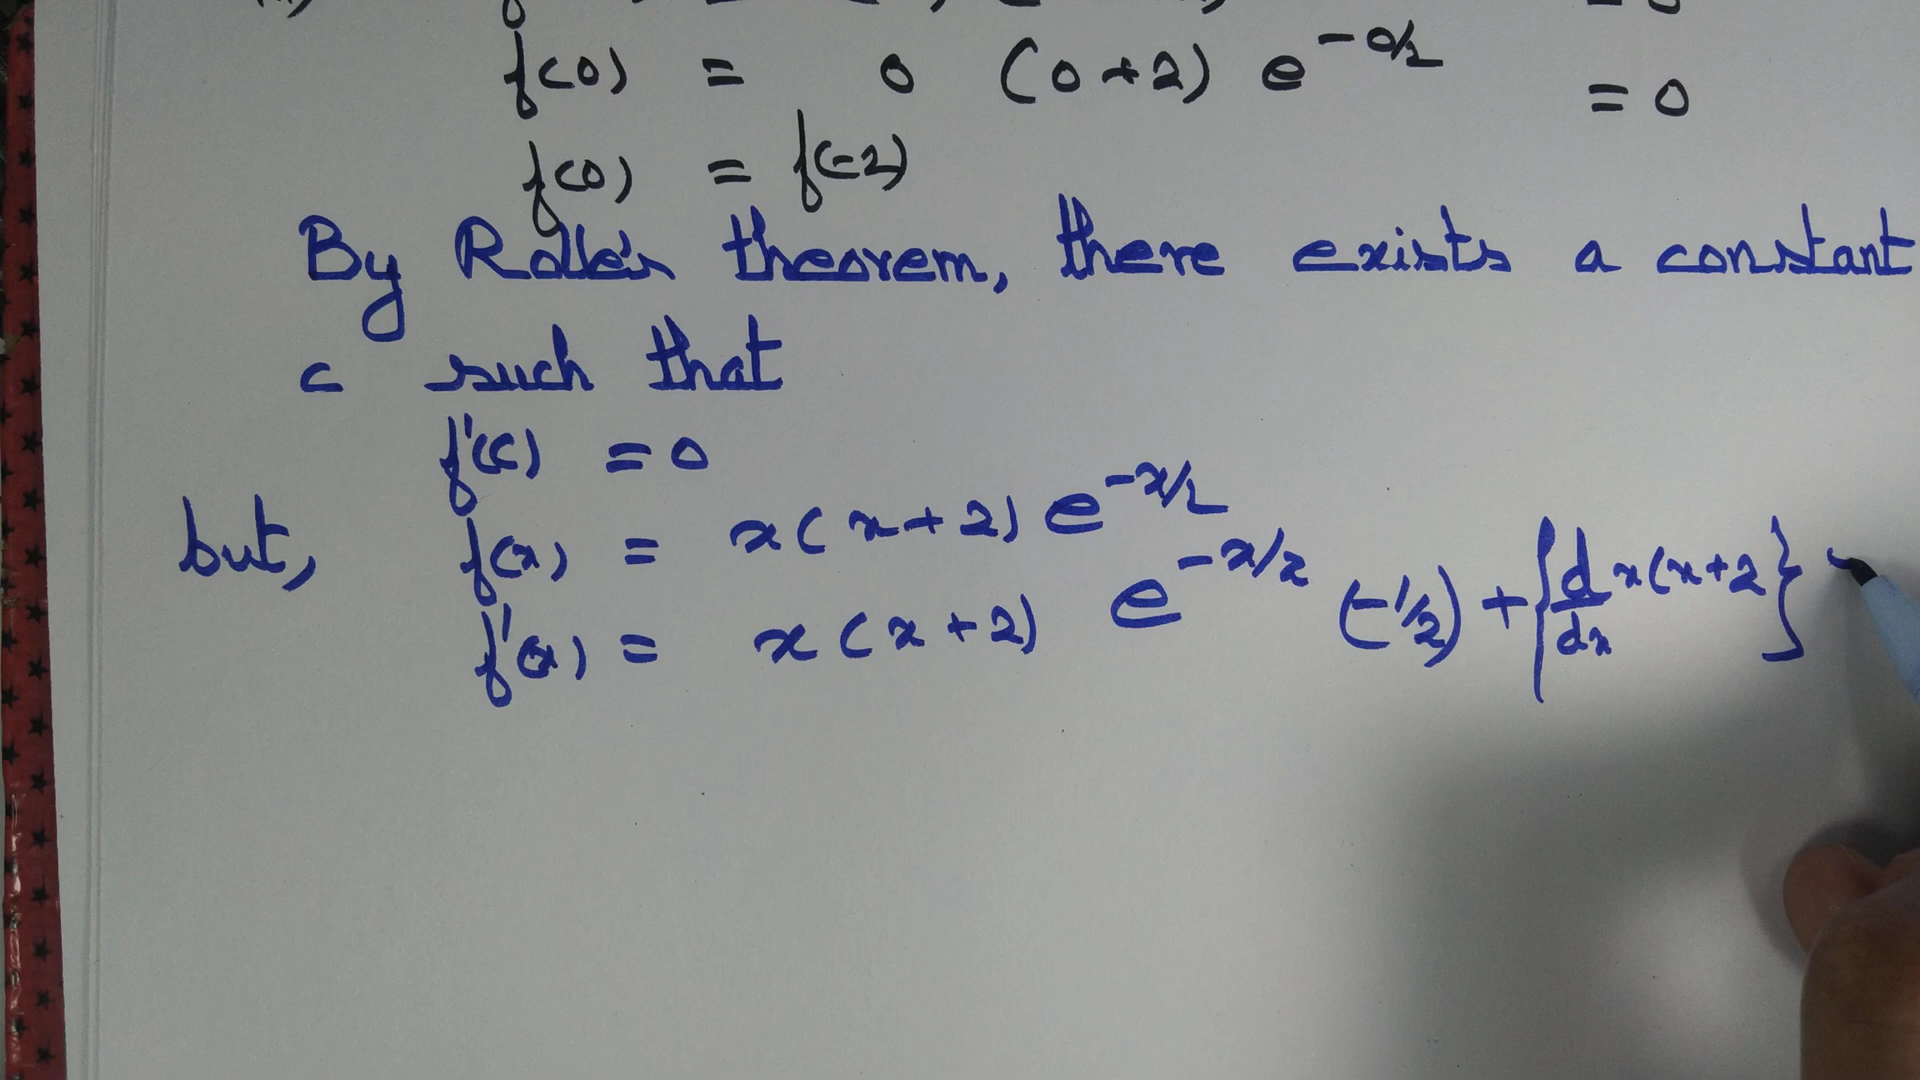 f(0) = 0 (0+2) e^{-0/2} = 0
f(0) = f(-2)
By Rolle's theorem, there exists a constant
c such that
f'(c) = 0
but, f(x) = x(x+2) e^{-x/2}
f'(x) = x(x+2) e^{-x/2} (-1/2) + {d/dx x(x+2}